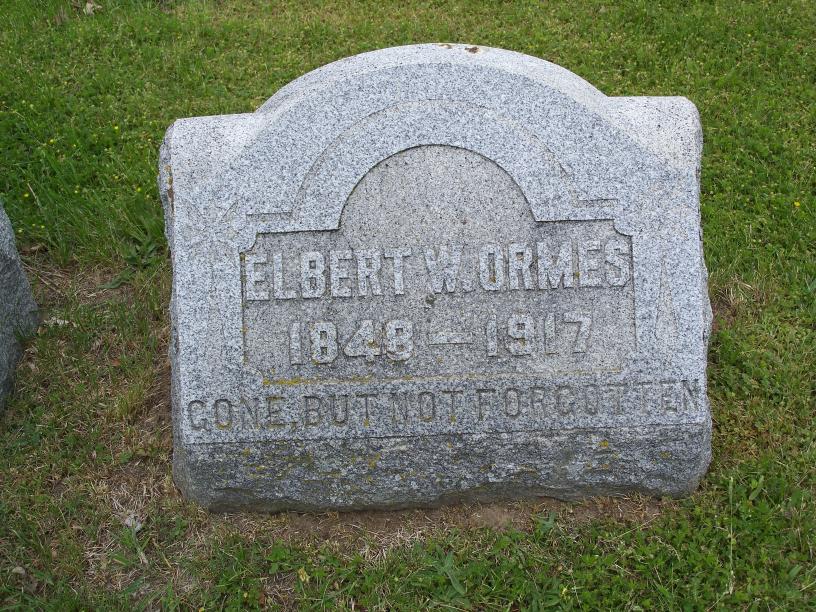 ELBERT W. ORMES
1848 – 1917
GONE, BUT NOT FORGOTTEN